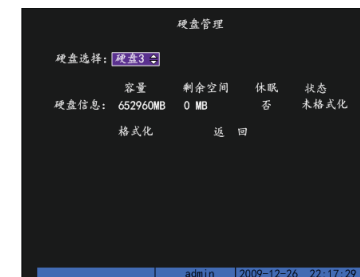 硬盘管理
硬盘选择: 硬盘3
容量 剩余空间 休眠 状态
硬盘信息: 652960MB 0 MB 否 未格式化
格式化 返 回
admin 2009-12-26 22:17:29